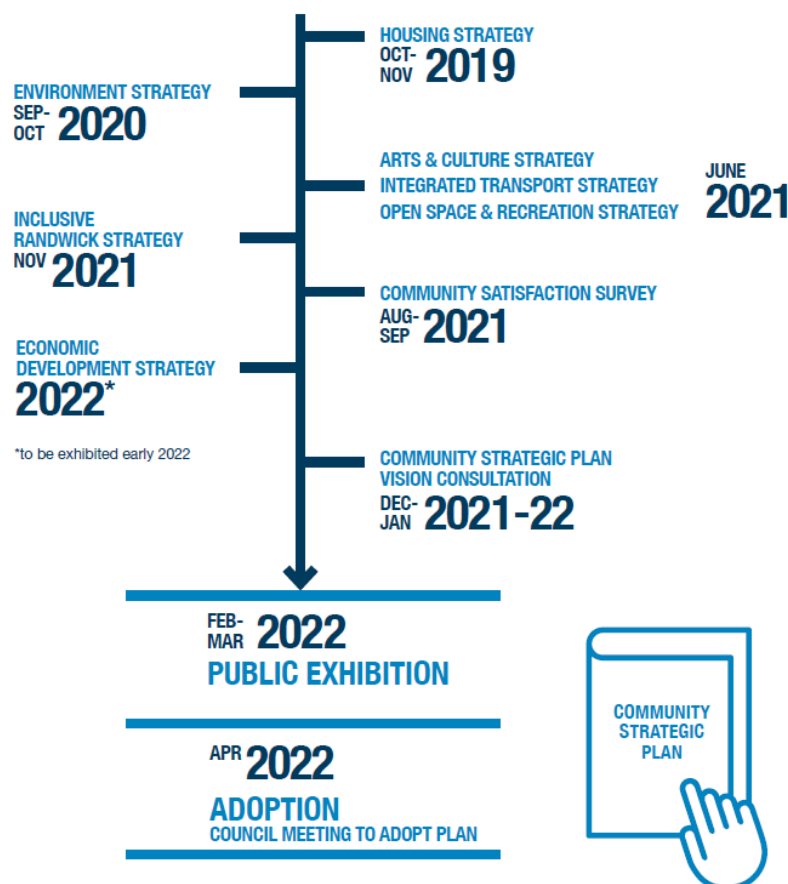 HOUSING STRATEGY
OCT-
NOV 2019
ENVIRONMENT STRATEGY
SEP-
OCT 2020
ARTS & CULTURE STRATEGY
INTEGRATED TRANSPORT STRATEGY
OPEN SPACE & RECREATION STRATEGY
JUNE
2021
INCLUSIVE
RANDWICK STRATEGY
NOV 2021
COMMUNITY SATISFACTION SURVEY
AUG-
SEP 2021
ECONOMIC
DEVELOPMENT STRATEGY
2022*
*to be exhibited early 2022
COMMUNITY STRATEGIC PLAN
VISION CONSULTATION
DEC-
JAN 2021-22
FEB-
MAR 2022
PUBLIC EXHIBITION
APR 2022
ADOPTION
COUNCIL MEETING TO ADOPT PLAN
COMMUNITY
STRATEGIC
PLAN